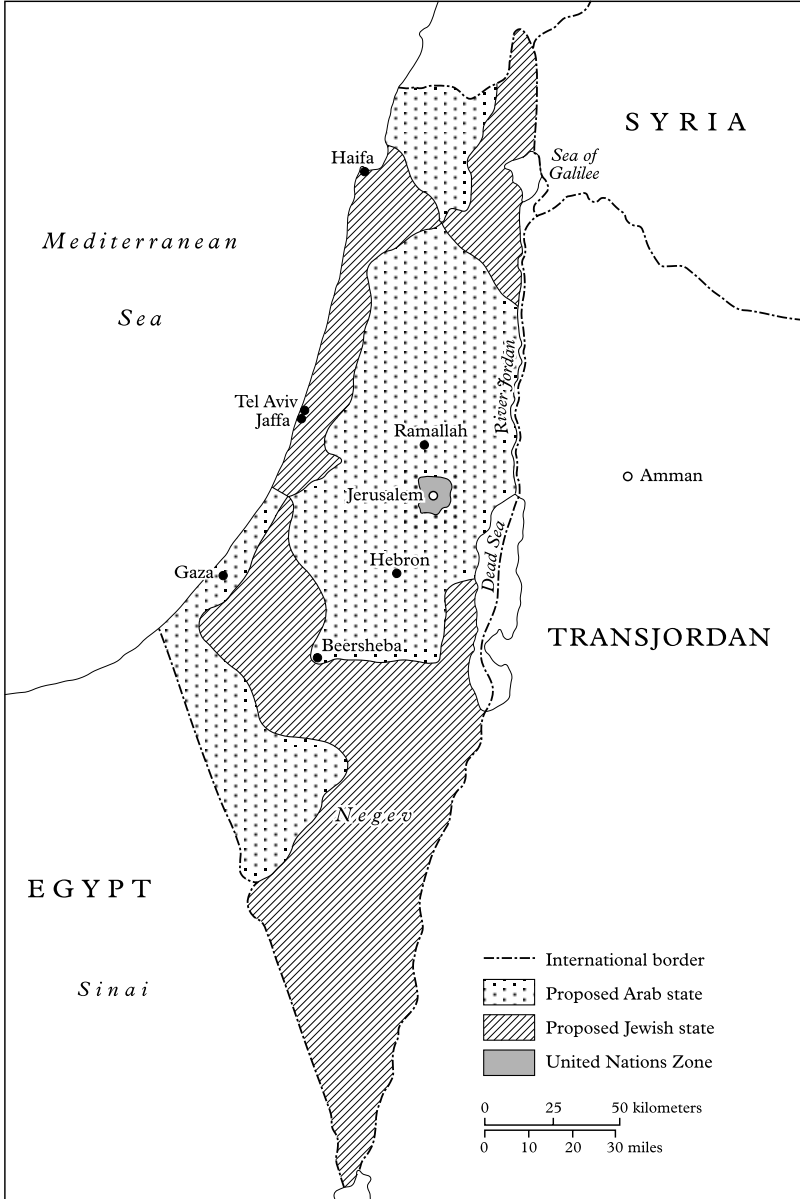 SYRIA
Sea of
Galilee
Haifa
Mediterranean
Sea
River Jordan
Tel Aviv
Jaffa
Ramallah
Amman
Jerusalem
Dead Sea
Hebron
Gaza
TRANSJORDAN
Beersheba
Negev
EGYPT
Sinai
International border
Proposed Arab state
Proposed Jewish state
United Nations Zone
0 25 50 kilometers
0 10 20 30 miles